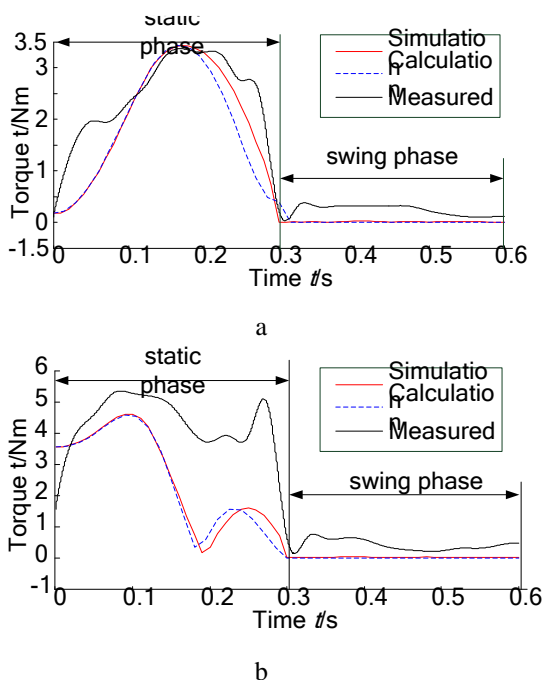 static
phase
Simulatio
Calculatio
n
n
Measured
swing phase
Torque t/Nm
3.5
3
2
1
0
-1.5
0
0.1
0.2
0.3
0.4
0.5
0.6
Time t/s
a
static
phase
Simulatio
Calculatio
n
n
Measured
swing phase
Torque t/Nm
6
5
4
3
2
1
0
-1
0
0.1
0.2
0.3
0.4
0.5
0.6
Time t/s
b